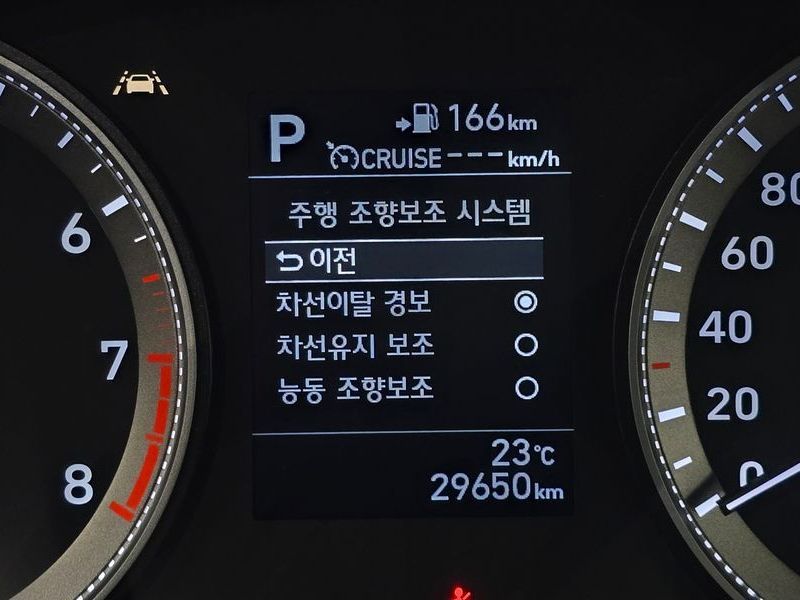 P
166km
CRUISE---km/h
주행 조향보조 시스템
이전
차선이탈 경보
차선유지 보조
능동 조향보조
23℃
29650km
6
7
8
80
60
40
20
0